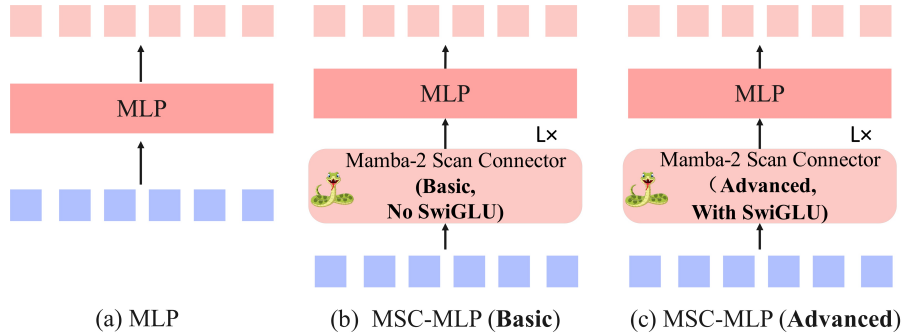 MLP
MLP
L×
Mamba-2 Scan Connector
(Basic,
No SwiGLU)
MLP
L×
Mamba-2 Scan Connector
(Advanced,
With SwiGLU)
(a) MLP
(b) MSC-MLP (Basic)
(c) MSC-MLP (Advanced)